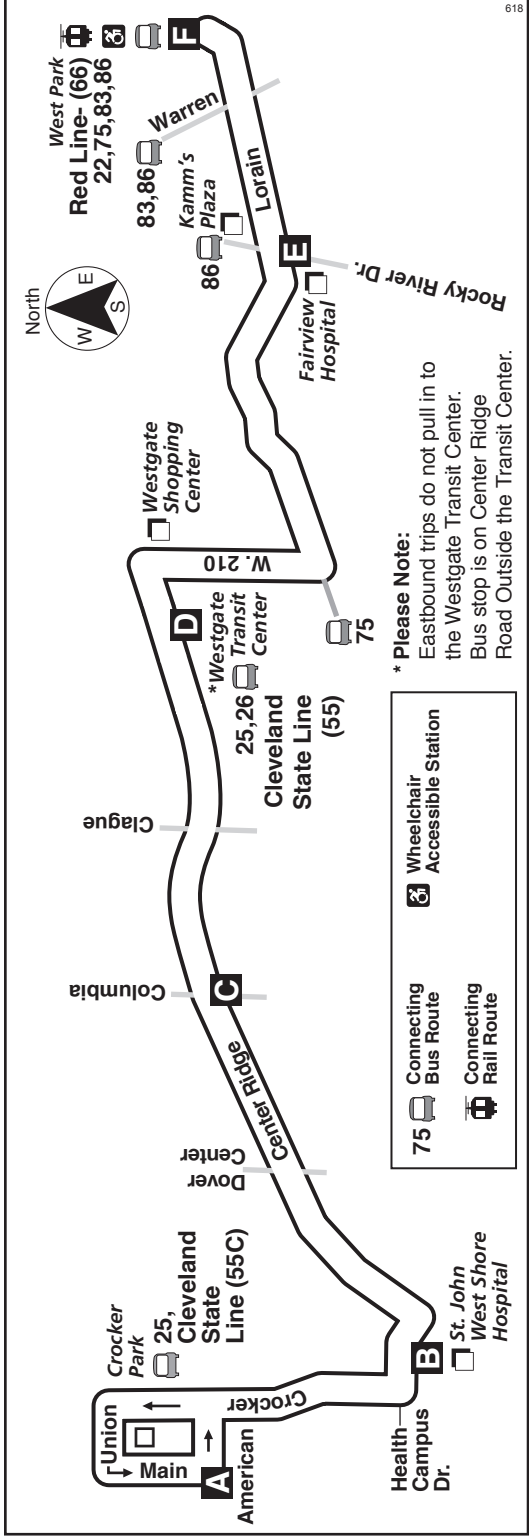 618
North
W
E
S
West Park
Red Line- (66)
22,75,83,86
F
83,86
Warren
Kamm's
Plaza
86
Lorain
E
Fairview
Hospital
Rocky River Dr.
Westgate
Shopping
Center
W. 210
D
*Westgate
Transit
Center
25,26
Cleveland
State Line
(55)
75
Clague
Columbia
C
Center Ridge
Dover
Center
Crocker
Park
25,
Cleveland
State
Line (55C)
Union
Main
A
American
Crocker
Health
Campus
Dr.
B
St. John
West Shore
Hospital
75
Connecting
Bus Route
Connecting
Rail Route
Wheelchair
Accessible Station
* Please Note:
Eastbound trips do not pull in to
the Westgate Transit Center.
Bus stop is on Center Ridge
Road Outside the Transit Center.